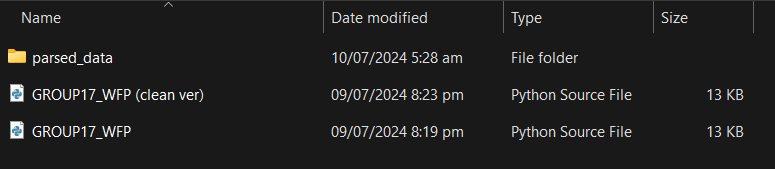 Name Date modified Type Size
parsed_data 10/07/2024 5:28 am File folder
GROUP17_WFP (clean ver) 09/07/2024 8:23 pm Python Source File 13 KB
GROUP17_WFP 09/07/2024 8:19 pm Python Source File 13 KB